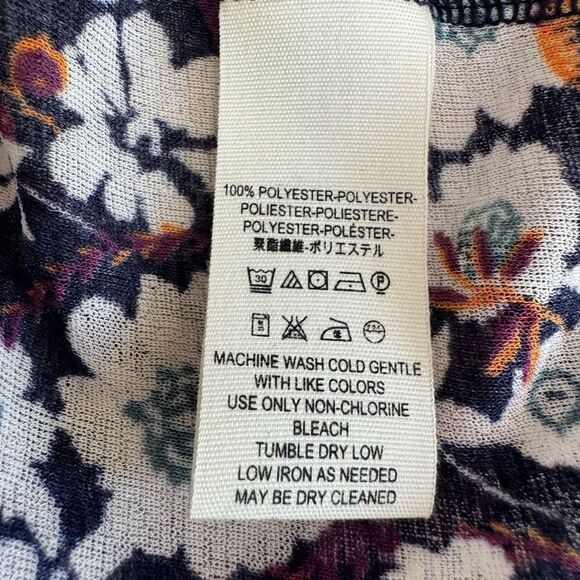 100% POLYESTER-POLYESTER-
POLIESTER-POLIESTERE-
POLYESTER-POLÉSTER-
聚酯纖維-ポリエステル
30 P
MACHINE WASH COLD GENTLE
WITH LIKE COLORS
USE ONLY NON-CHLORINE
BLEACH
TUMBLE DRY LOW
LOW IRON AS NEEDED
MAY BE DRY CLEANED